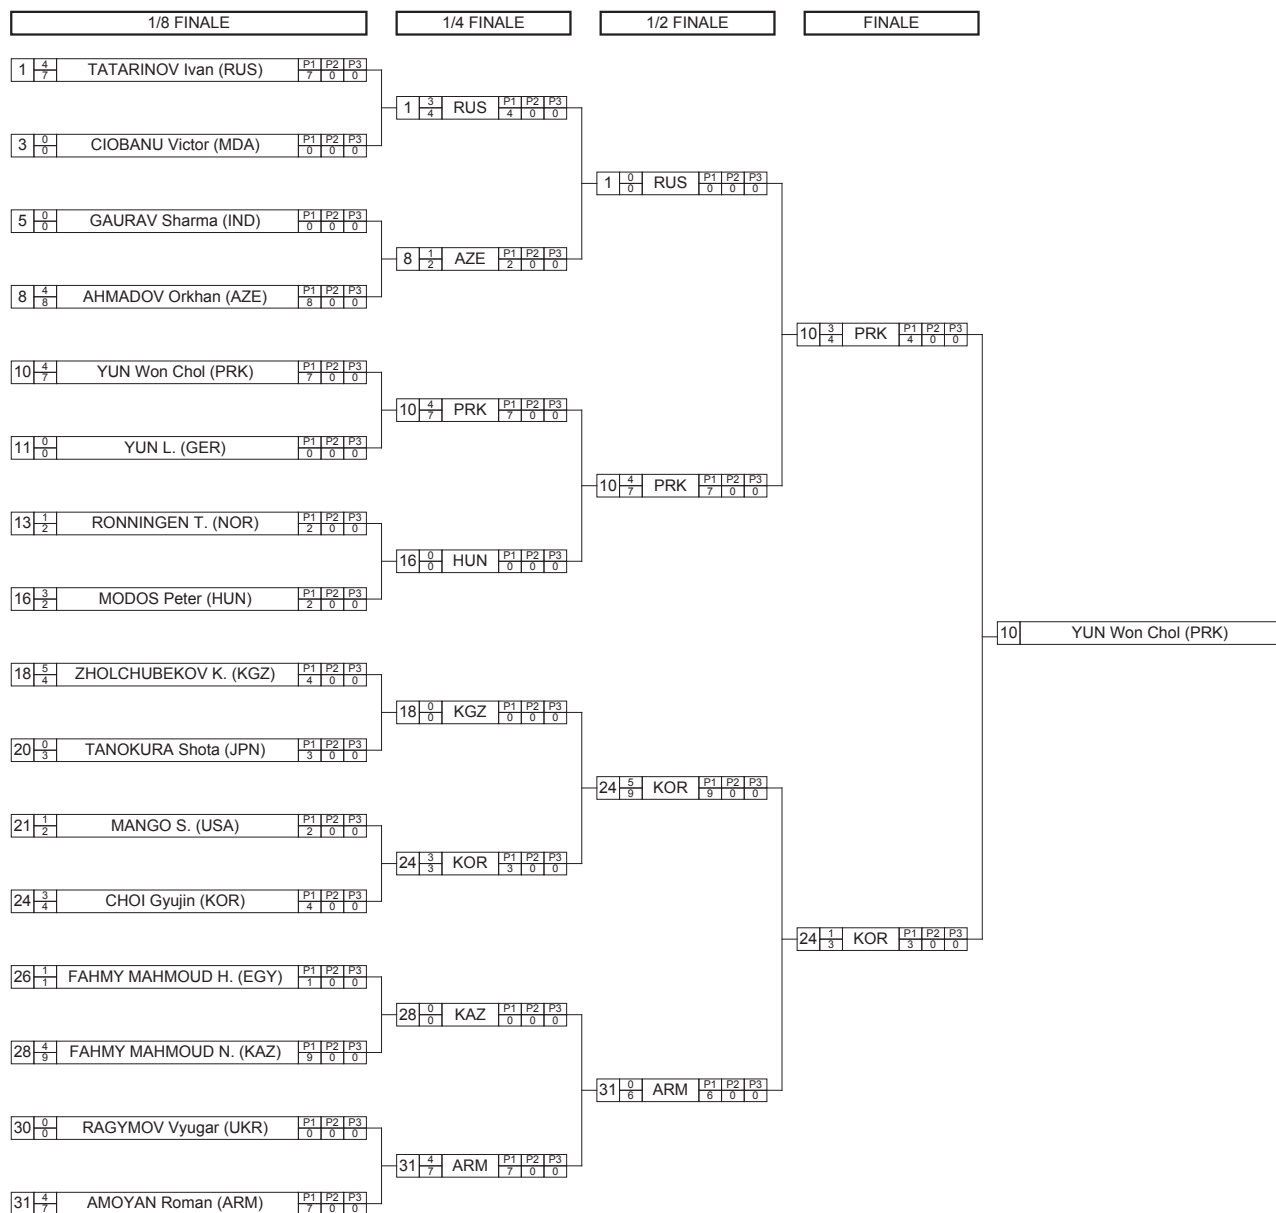 1/8 FINALE 1/4 FINALE 1/2 FINALE FINALE
1 4 7 TATARINOV Ivan (RUS) P1 P2 P3 7 0 0
1 3 4 RUS P1 P2 P3 4 0 0
3 0 0 CIOBANU Victor (MDA) P1 P2 P3 0 0 0
1 0 0 RUS P1 P2 P3 0 0 0
5 0 0 GAURAV Sharma (IND) P1 P2 P3 0 0 0
8 1 2 AZE P1 P2 P3 2 0 0
8 4 8 AHMADOV Orkhan (AZE) P1 P2 P3 8 0 0
10 3 4 PRK P1 P2 P3 4 0 0
10 4 7 YUN Won Chol (PRK) P1 P2 P3 7 0 0
10 4 7 PRK P1 P2 P3 7 0 0
11 0 0 YUN L. (GER) P1 P2 P3 0 0 0
10 4 7 PRK P1 P2 P3 7 0 0
13 1 2 RONNINGEN T. (NOR) P1 P2 P3 2 0 0
16 0 0 HUN P1 P2 P3 0 0 0
16 3 2 MODOS Peter (HUN) P1 P2 P3 2 0 0
10 YUN Won Chol (PRK)
18 5 4 ZHOLCHUBEKOV K. (KGZ) P1 P2 P3 4 0 0
18 0 0 KGZ P1 P2 P3 0 0 0
20 0 3 TANOKURA Shota (JPN) P1 P2 P3 3 0 0
24 5 9 KOR P1 P2 P3 9 0 0
21 1 2 MANGO S. (USA) P1 P2 P3 2 0 0
24 3 3 KOR P1 P2 P3 3 0 0
24 3 4 CHOI Gyujin (KOR) P1 P2 P3 4 0 0
24 1 3 KOR P1 P2 P3 3 0 0
26 1 1 FAHMY MAHMOUD H. (EGY) P1 P2 P3 1 0 0
28 0 0 KAZ P1 P2 P3 0 0 0
28 4 9 FAHMY MAHMOUD N. (KAZ) P1 P2 P3 9 0 0
31 0 6 ARM P1 P2 P3 6 0 0
30 0 0 RAGYMOV Vyugar (UKR) P1 P2 P3 0 0 0
31 4 7 ARM P1 P2 P3 7 0 0
31 4 7 AMOYAN Roman (ARM) P1 P2 P3 7 0 0